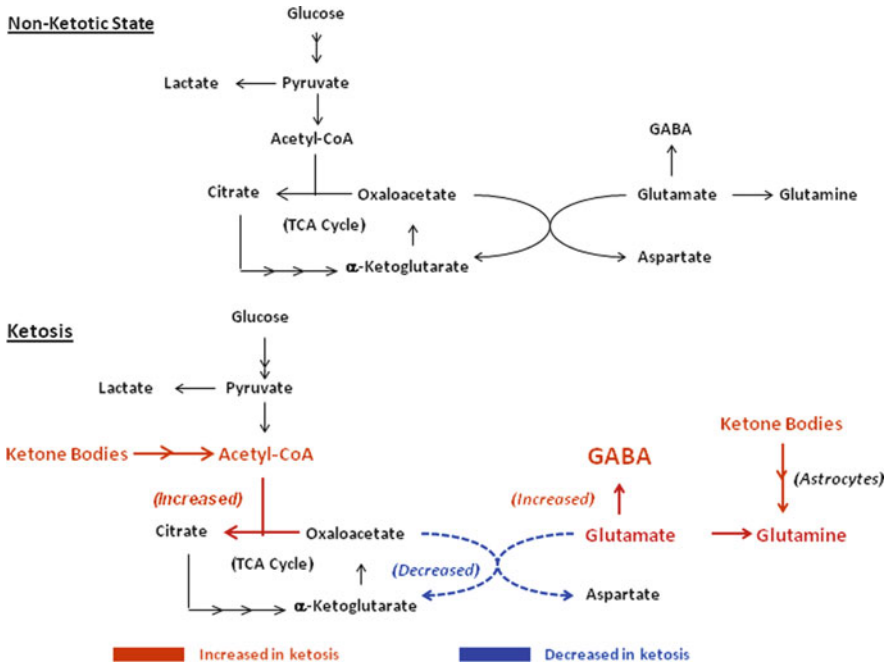 Non-Ketotic State
Glucose
Lactate
Pyruvate
Acetyl-CoA
GABA
Citrate
Oxaloacetate
Glutamate
Glutamine
(TCA Cycle)
α-Ketoglutarate
Aspartate
Ketosis
Glucose
Lactate
Pyruvate
Ketone Bodies
Ketone Bodies
Acetyl-CoA
GABA
(Astrocytes)
(Increased)
(Increased)
Citrate
Oxaloacetate
Glutamate
Glutamine
(TCA Cycle)
(Decreased)
α-Ketoglutarate
Aspartate
Increased in ketosis
Decreased in ketosis